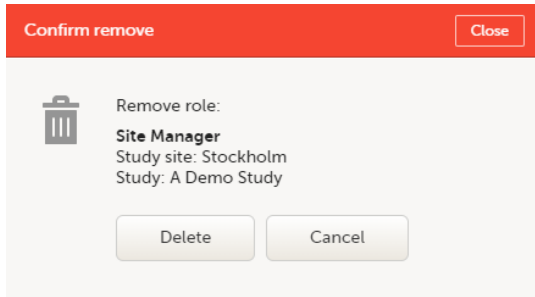 Confirm remove
Close
Remove role:
Site Manager
Study site: Stockholm
Study: A Demo Study
Delete
Cancel